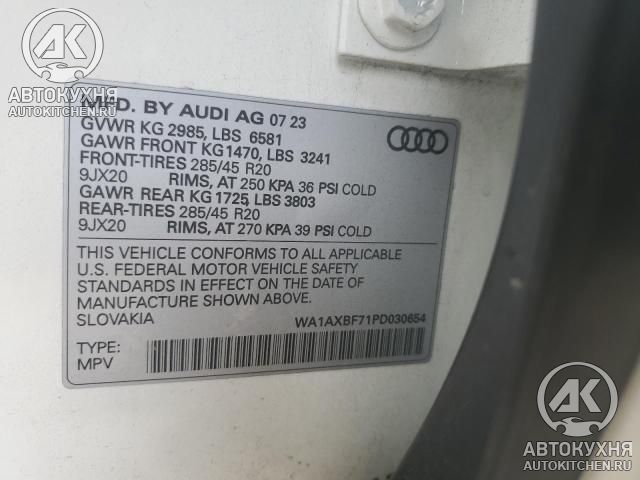 AK
АВТОКУХНЯ
AUTOKITCHEN.RU
MFD. BY AUDI AG 07 23
GVWR KG 2985, LBS 6581
GAWR FRONT KG 1470, LBS 3241
FRONT-TIRES 285/45 R20
9JX20 RIMS, AT 250 KPA 36 PSI COLD
GAWR REAR KG 1725, LBS 3803
REAR-TIRES 285/45 R20
9JX20 RIMS, AT 270 KPA 39 PSI COLD
THIS VEHICLE CONFORMS TO ALL APPLICABLE
U.S. FEDERAL MOTOR VEHICLE SAFETY
STANDARDS IN EFFECT ON THE DATE OF
MANUFACTURE SHOWN ABOVE.
SLOVAKIA WA1AXBF71PD030654
TYPE:
MPV
AK
АВТОКУХНЯ
AUTOKITCHEN.RU